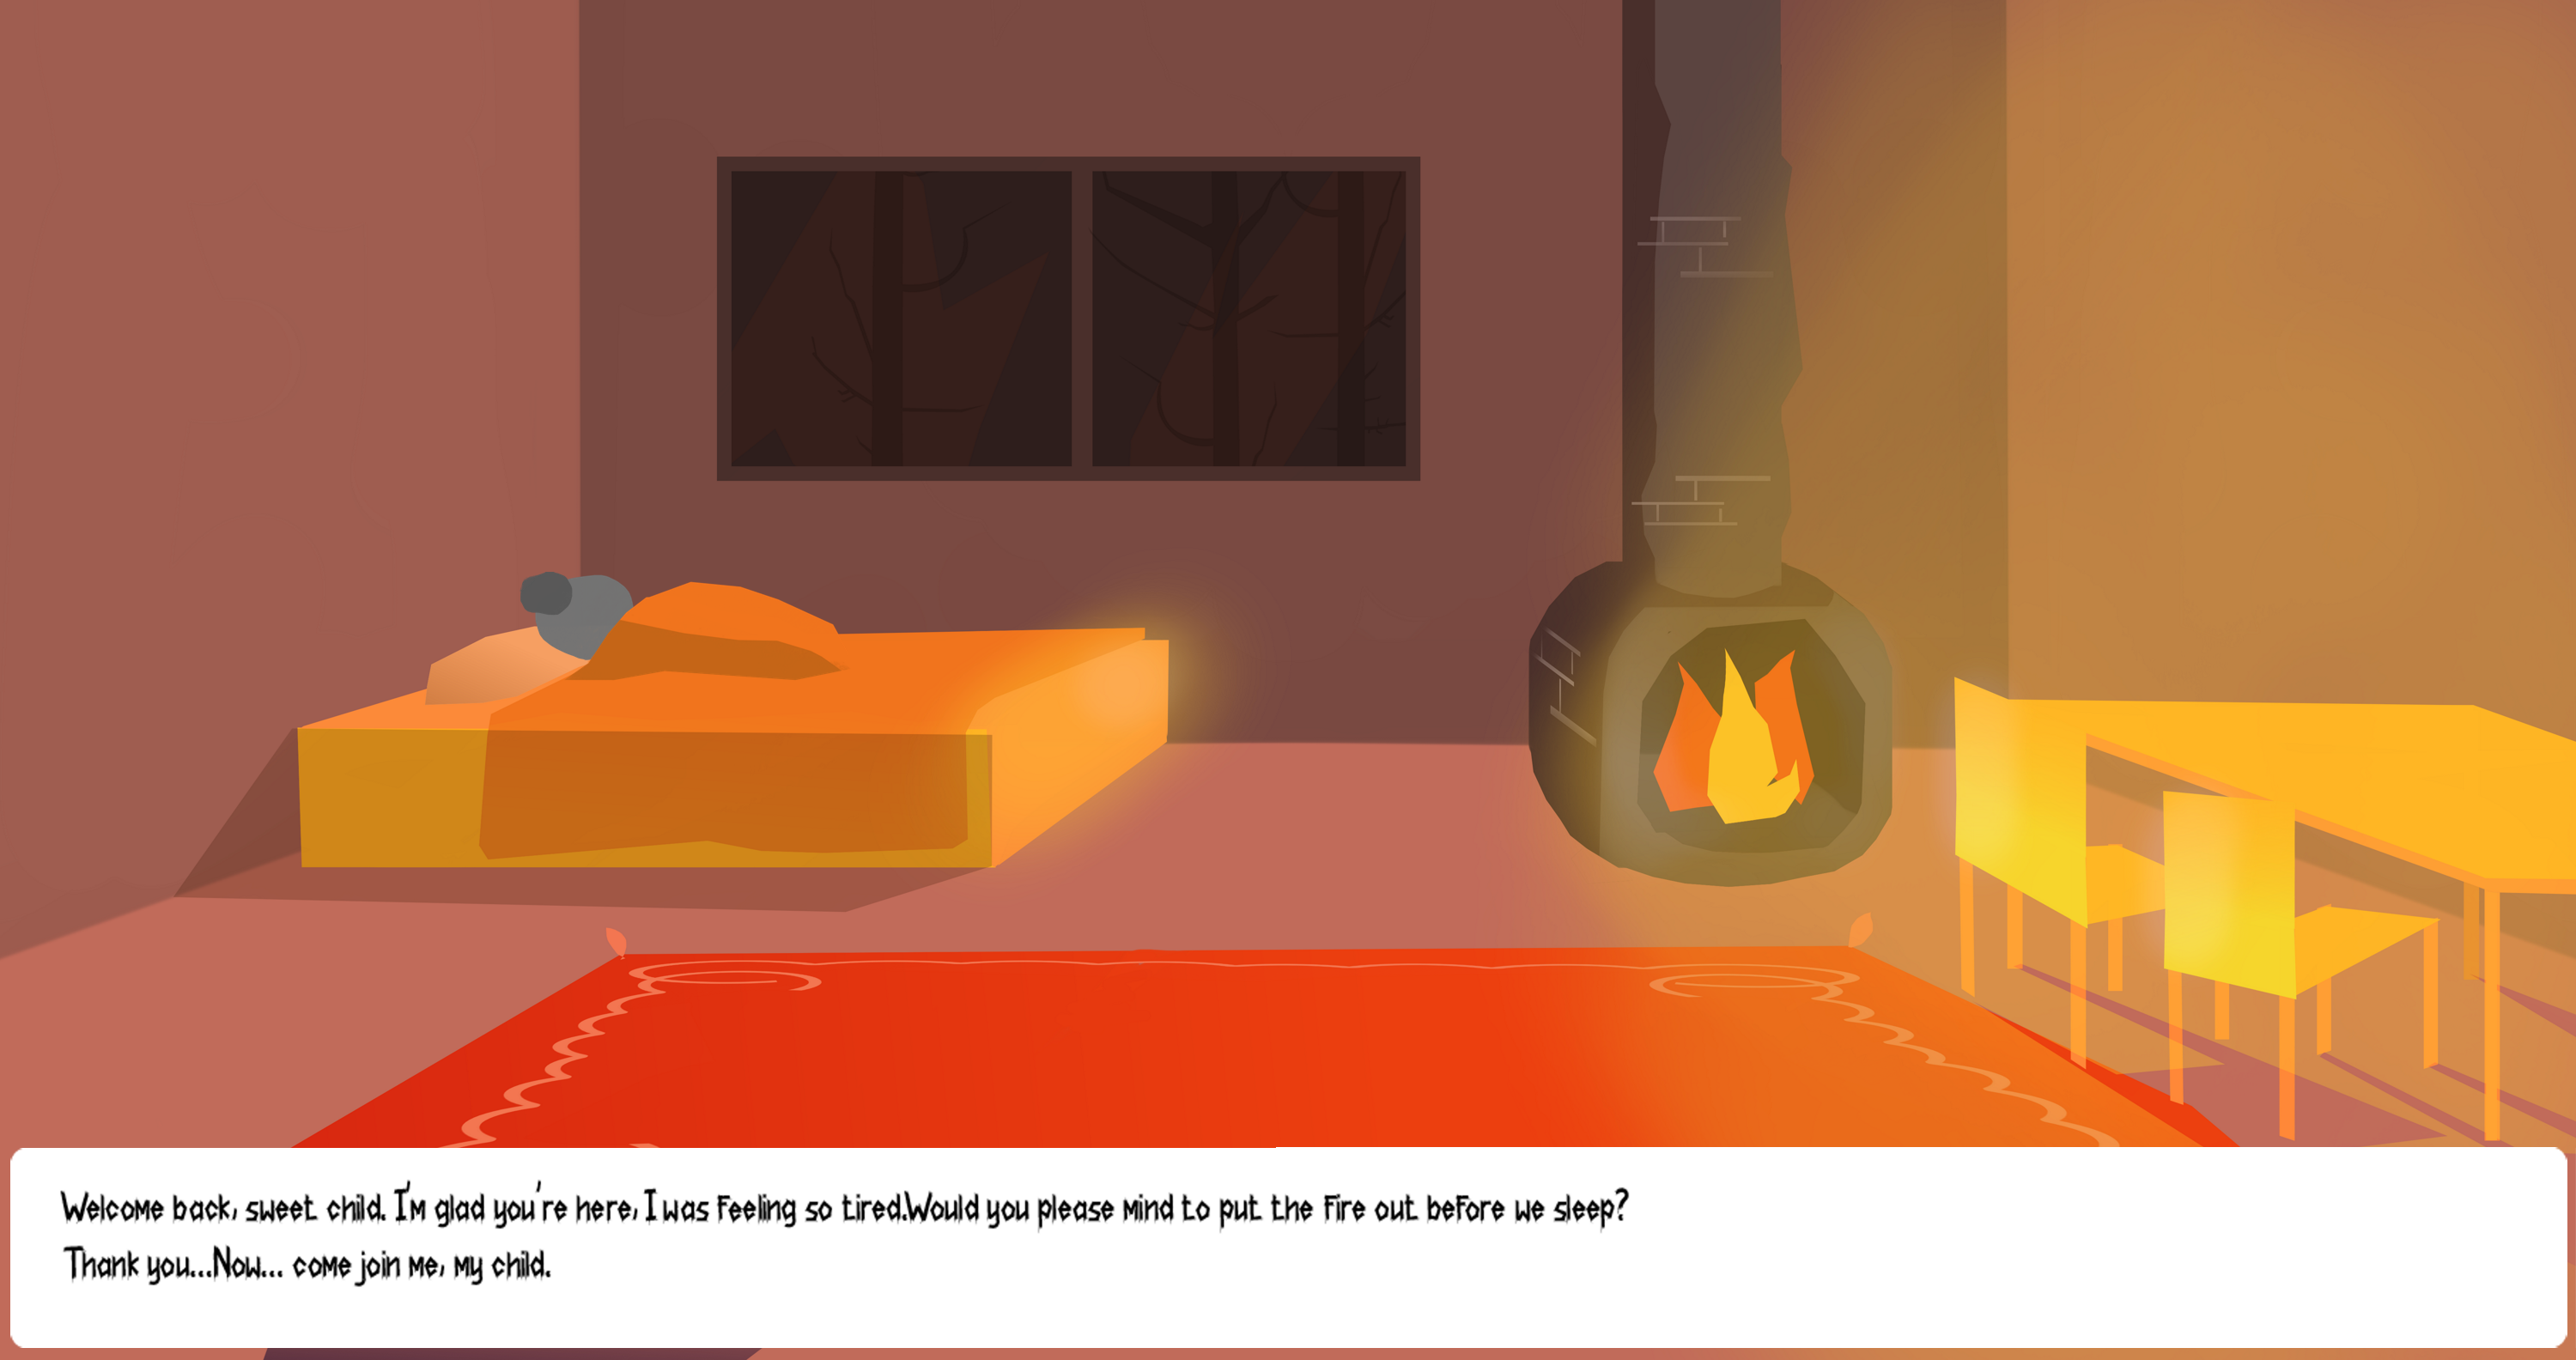 Welcome back, sweet child. I'm glad you're here, I was feeling so tired.Would you please mind to put the fire out before we sleep?
Thank you...Now... come join me, my child.